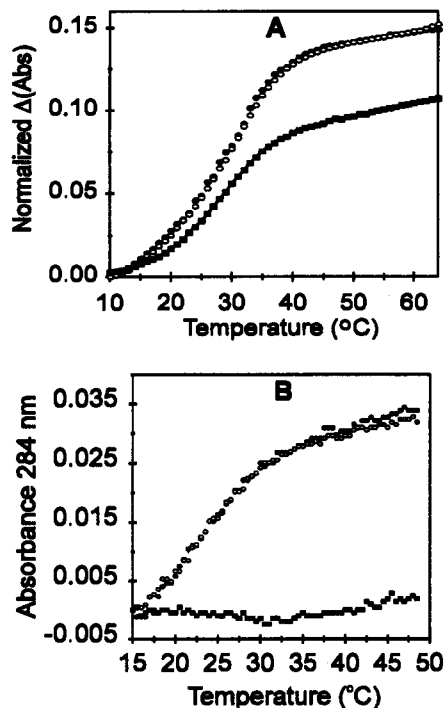 A
Normalized Δ(Abs)
0.15
0.10
0.05
0.00
10 20 30 40 50 60
Temperature (°C)
B
Absorbance 284 nm
0.035
0.025
0.015
0.005
-0.005
15 20 25 30 35 40 45 50
Temperature (°C)